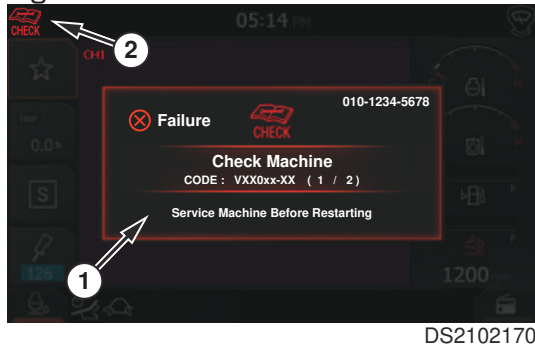 CHECK
05:14 PM
2
CH1
010-1234-5678
Failure
CHECK
Check Machine
0.0 h
CODE : VXX0xx-XX ( 1 / 2 )
S
F
Service Machine Before Restarting
F
126
1
1200
DS2102170